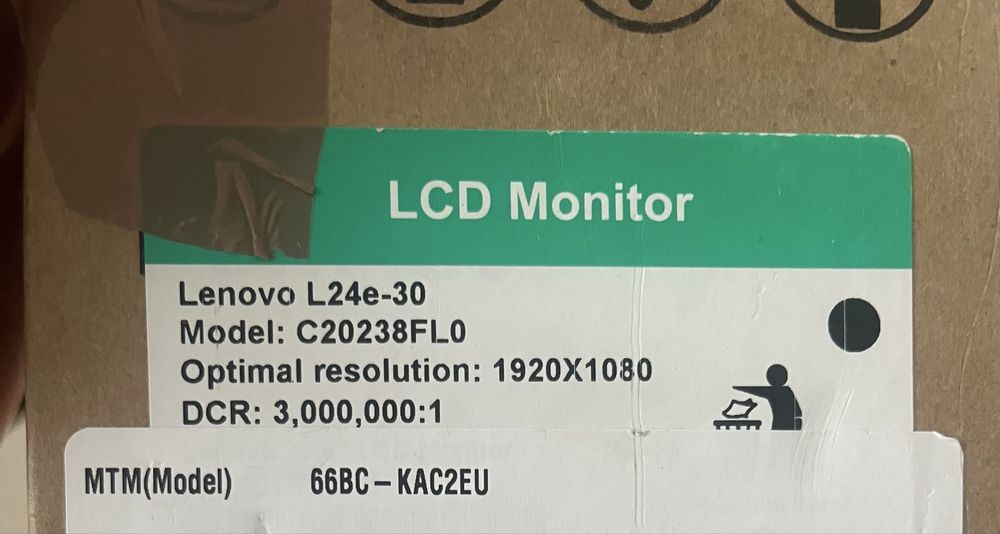 LCD Monitor
Lenovo L24e-30
Model: C20238FL0
Optimal resolution: 1920X1080
DCR: 3,000,000:1
MTM(Model) 66BC-KAC2EU